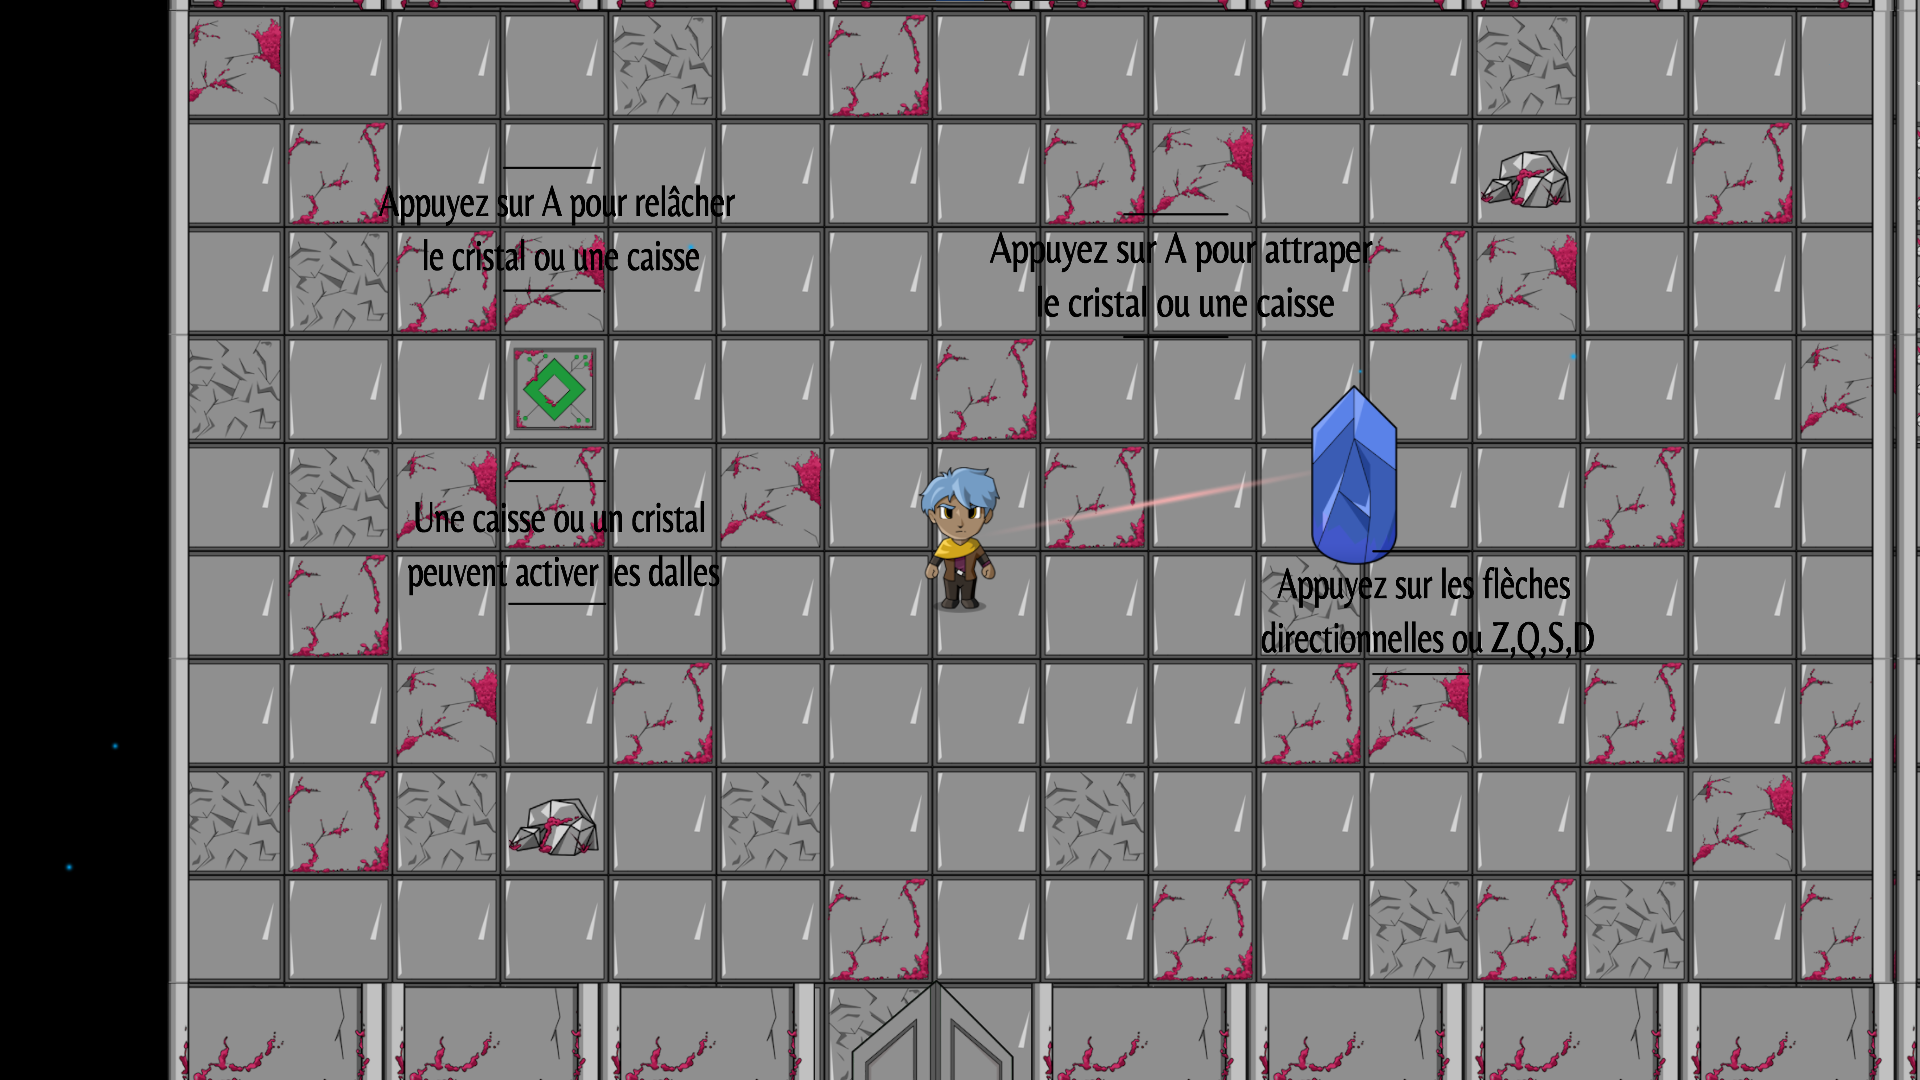 Appuyez sur A pour relâcher
le cristal ou une caisse
Appuyez sur A pour attraper
le cristal ou une caisse
Une caisse ou un cristal
peuvent activer les dalles
Appuyez sur les flèches
directionnelles ou Z,Q,S,D